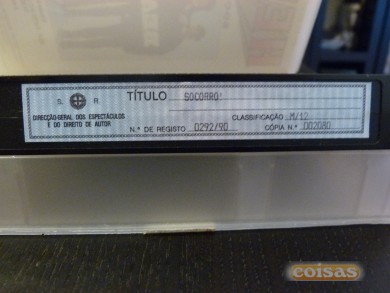 S. R.
TÍTULO SOCORRO!
DIRECÇÃO-GERAL DOS ESPECTÁCULOS
E DO DIREITO DE AUTOR
CLASSIFICAÇÃO M/12
N.º DE REGISTO 0292/90 CÓPIA N.º 002080
coisas